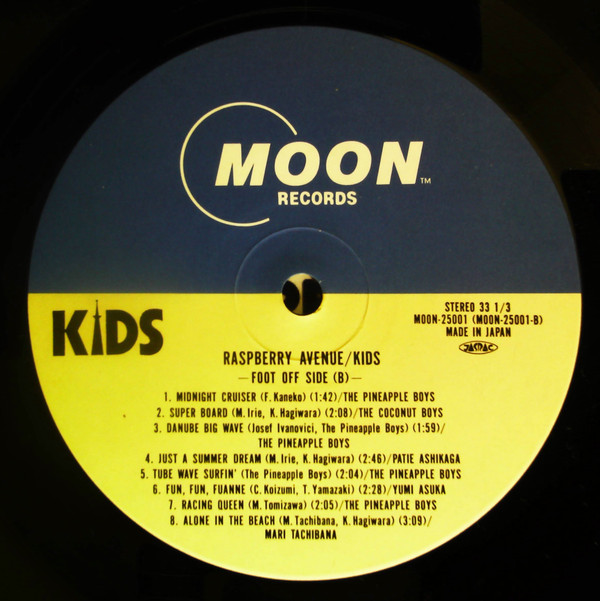 MOON™
RECORDS
KIDS
STEREO 33 1/3
MOON-25001 (MOON-25001-B)
MADE IN JAPAN
JASRAC
RASPBERRY AVENUE/KIDS
—FOOT OFF SIDE (B)—
1. MIDNIGHT CRUISER (F. Kaneko) (1:42)/THE PINEAPPLE BOYS
2. SUPER BOARD (M. Irie, K. Hagiwara) (2:08)/THE COCONUT BOYS
3. DANUBE BIG WAVE (Josef Ivanovici, The Pineapple Boys) (1:59)/
THE PINEAPPLE BOYS
4. JUST A SUMMER DREAM (M. Irie, K. Hagiwara) (2:46)/PATIE ASHIKAGA
5. TUBE WAVE SURFIN' (The Pineapple Boys) (2:04)/THE PINEAPPLE BOYS
6. FUN, FUN, FUANNE (C. Koizumi, T. Yamazaki) (2:28)/YUMI ASUKA
7. RACING QUEEN (M. Tomizawa) (2:05)/THE PINEAPPLE BOYS
8. ALONE IN THE BEACH (M. Tachibana, K. Hagiwara) (3:09)/
MARI TACHIBANA